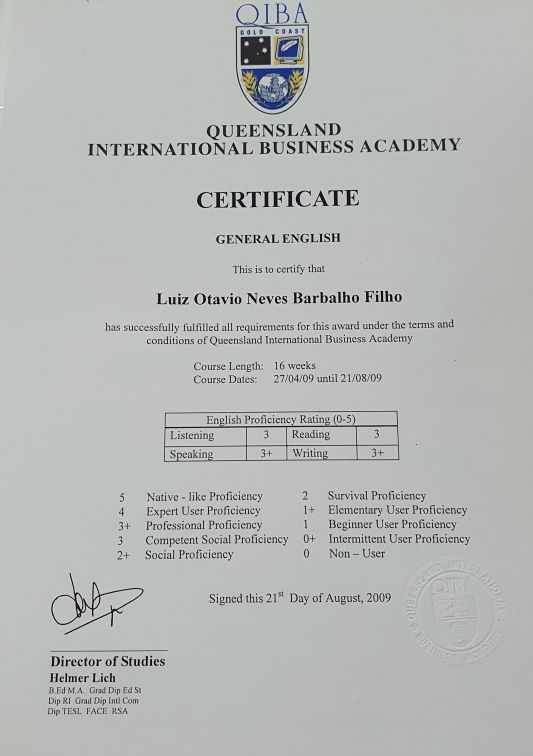 QIBA
GOLD COAST
QUEENSLAND
INTERNATIONAL BUSINESS ACADEMY
CERTIFICATE
GENERAL ENGLISH
This is to certify that
Luiz Otavio Neves Barbalho Filho
has successfully fulfilled all requirements for this award under the terms and
conditions of Queensland International Business Academy
Course Length: 16 weeks
Course Dates: 27/04/09 until 21/08/09
English Proficiency Rating (0-5)
Listening 3 Reading 3
Speaking 3+ Writing 3+
5 Native - like Proficiency 2 Survival Proficiency
4 Expert User Proficiency 1+ Elementary User Proficiency
3+ Professional Proficiency 1 Beginner User Proficiency
3 Competent Social Proficiency 0+ Intermittent User Proficiency
2+ Social Proficiency 0 Non – User
Signed this 21st Day of August, 2009
QUEENSLAND INTERNATIONAL
QIBA
BUSINESS ACADEMY
Director of Studies
Helmer Lich
B.Ed M.A. Grad Dip Ed St
Dip RI Grad Dip Intl Com
Dip TESL FACE RSA